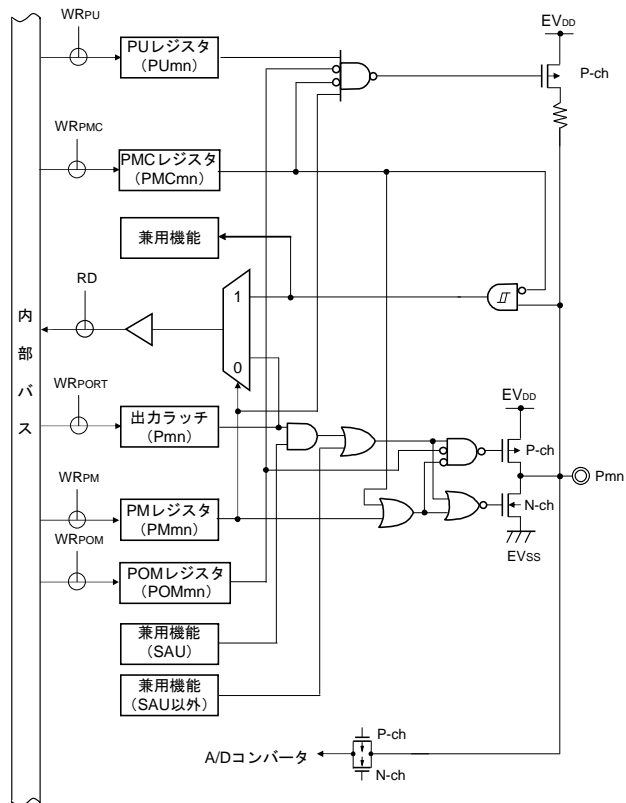 EVDD
WRPU
PUレジスタ
(PUmn)
P-ch
WRPMC
PMCレジスタ
(PMCmn)
兼用機能
RD
1
0
内部バス
WRPORT
出力ラッチ
(Pmn)
EVDD
P-ch
Pmn
WRPM
PMレジスタ
(PMmn)
N-ch
EVSS
WRPOM
POMレジスタ
(POMmn)
兼用機能
(SAU)
兼用機能
(SAU以外)
P-ch
A/Dコンバータ
N-ch